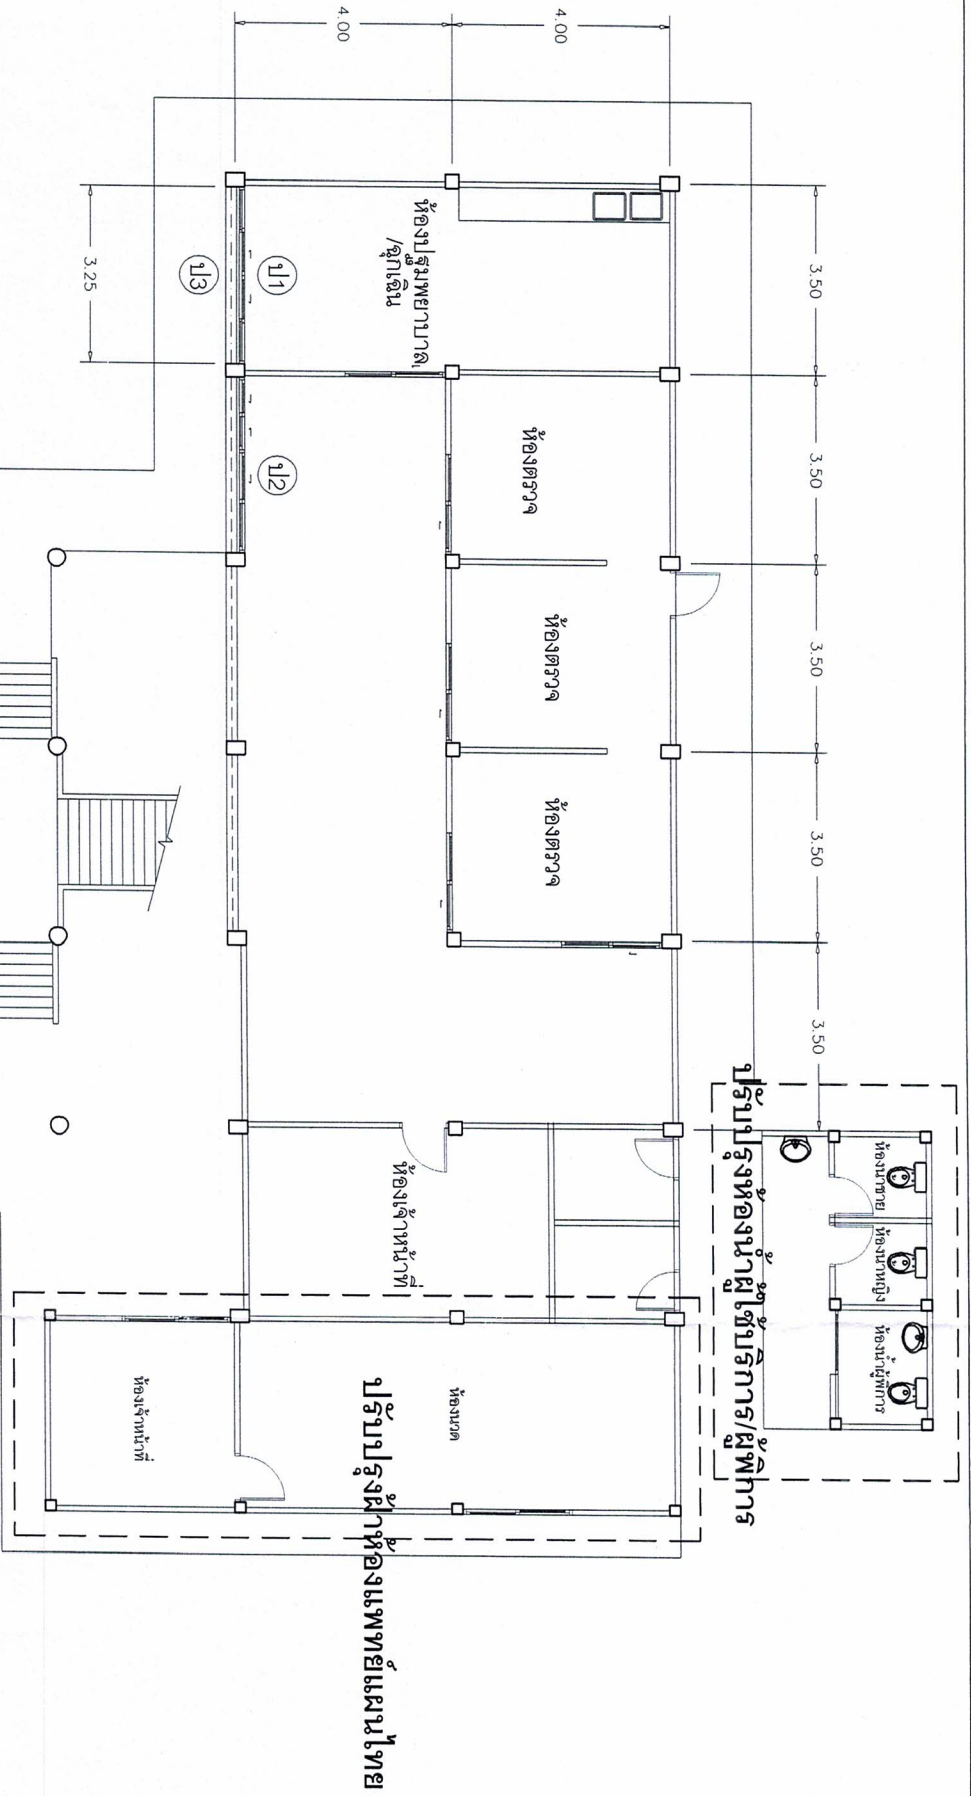 4.00
4.00
3.50
3.50
3.50
3.50
3.50
3.25
ปรับปรุงห้องน้ำผู้ใช้บริการ/ผู้พิการ
ห้องน้ำชาย
ห้องน้ำหญิง
ห้องน้ำผู้พิการ
ห้องปฐมพยาบาล
/ฉุกเฉิน
ห้องตรวจ
ห้องตรวจ
ห้องตรวจ
ป1
ป2
ป3
ห้องเจ้าหน้าที่
ห้องนวด
ห้องเจ้าหน้าที่
ปรับปรุงฝ้าห้องแพทย์แผนไทย